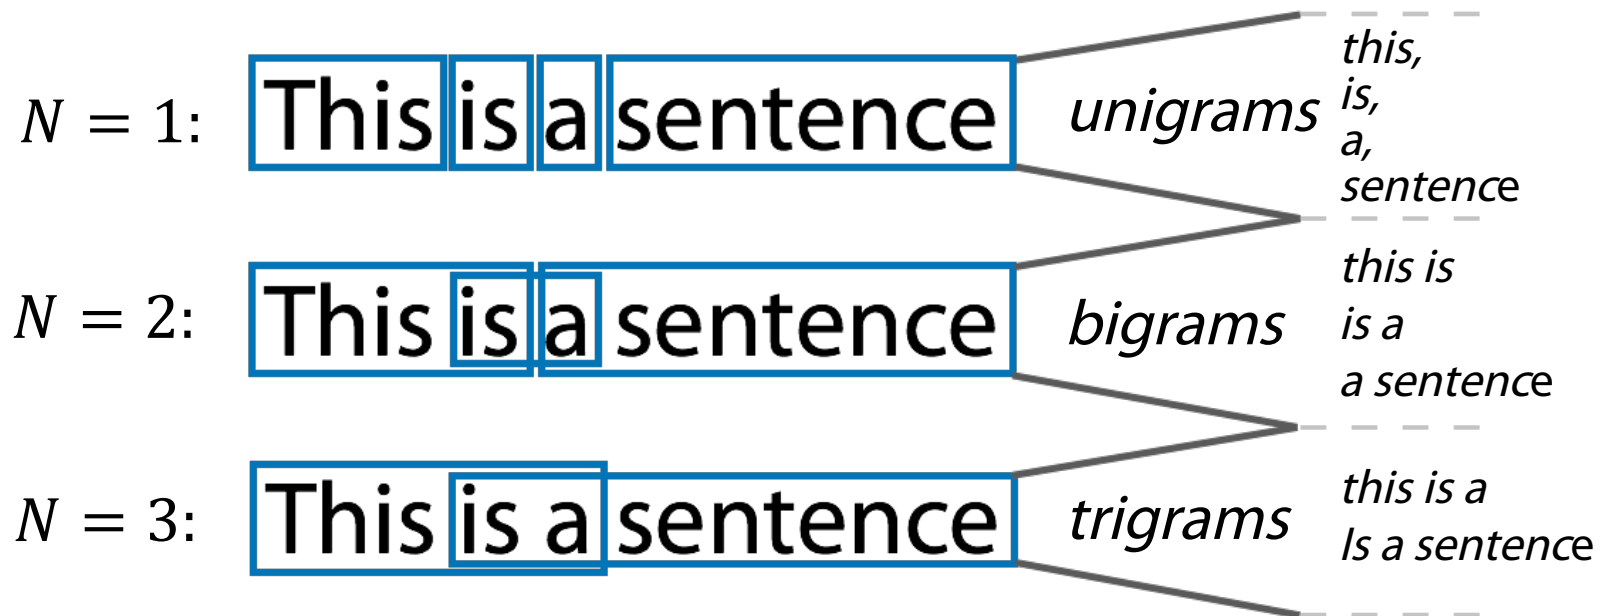 N = 1: This is a sentence unigrams
this,
is,
a,
sentence
N = 2: This is a sentence bigrams
this is
is a
a sentence
N = 3: This is a sentence trigrams
this is a
Is a sentence